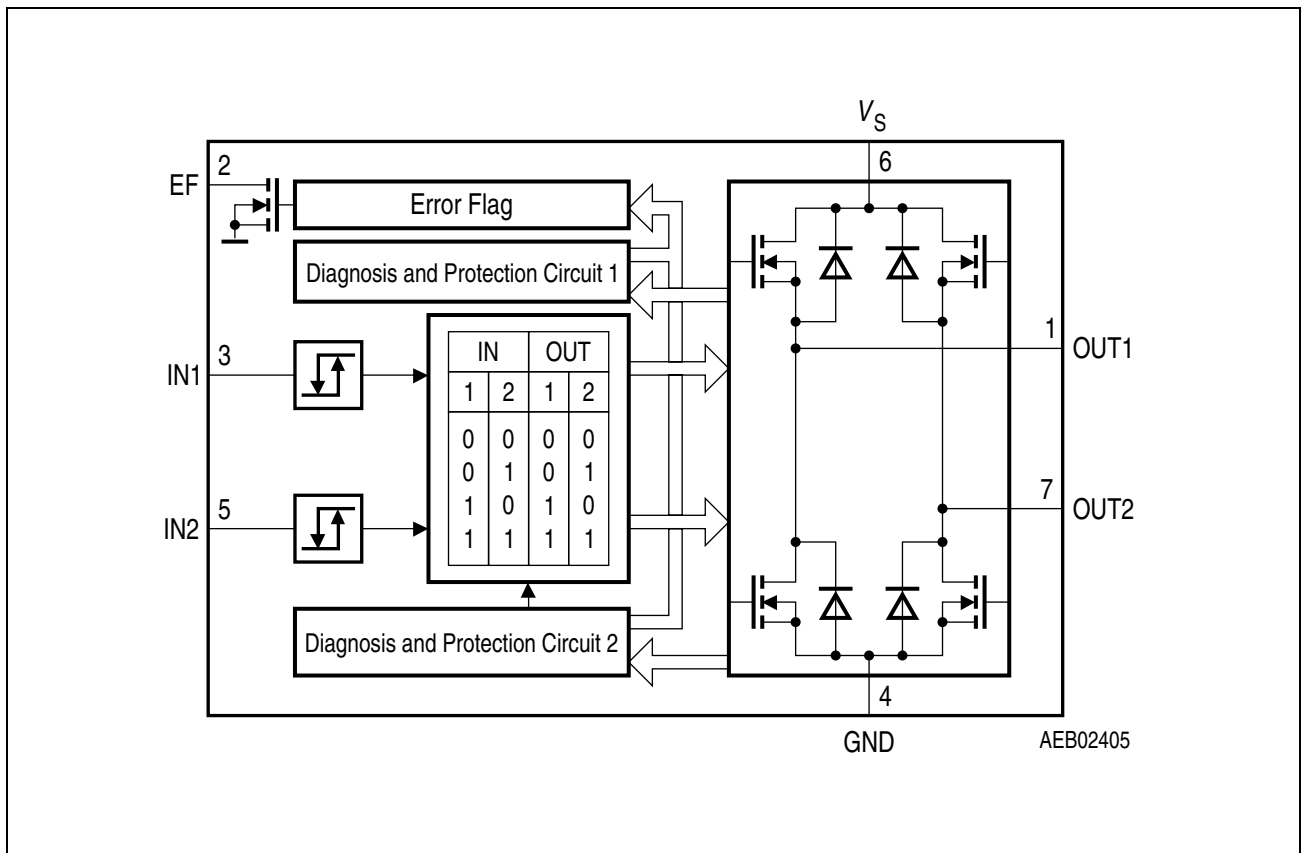 V_S
6
2
EF
Error Flag
Diagnosis and Protection Circuit 1
3
IN1
IN OUT
1 2 1 2
0 0 0 0
0 1 0 1
1 0 1 0
1 1 1 1
1
OUT1
5
IN2
7
OUT2
Diagnosis and Protection Circuit 2
4
GND
AEB02405